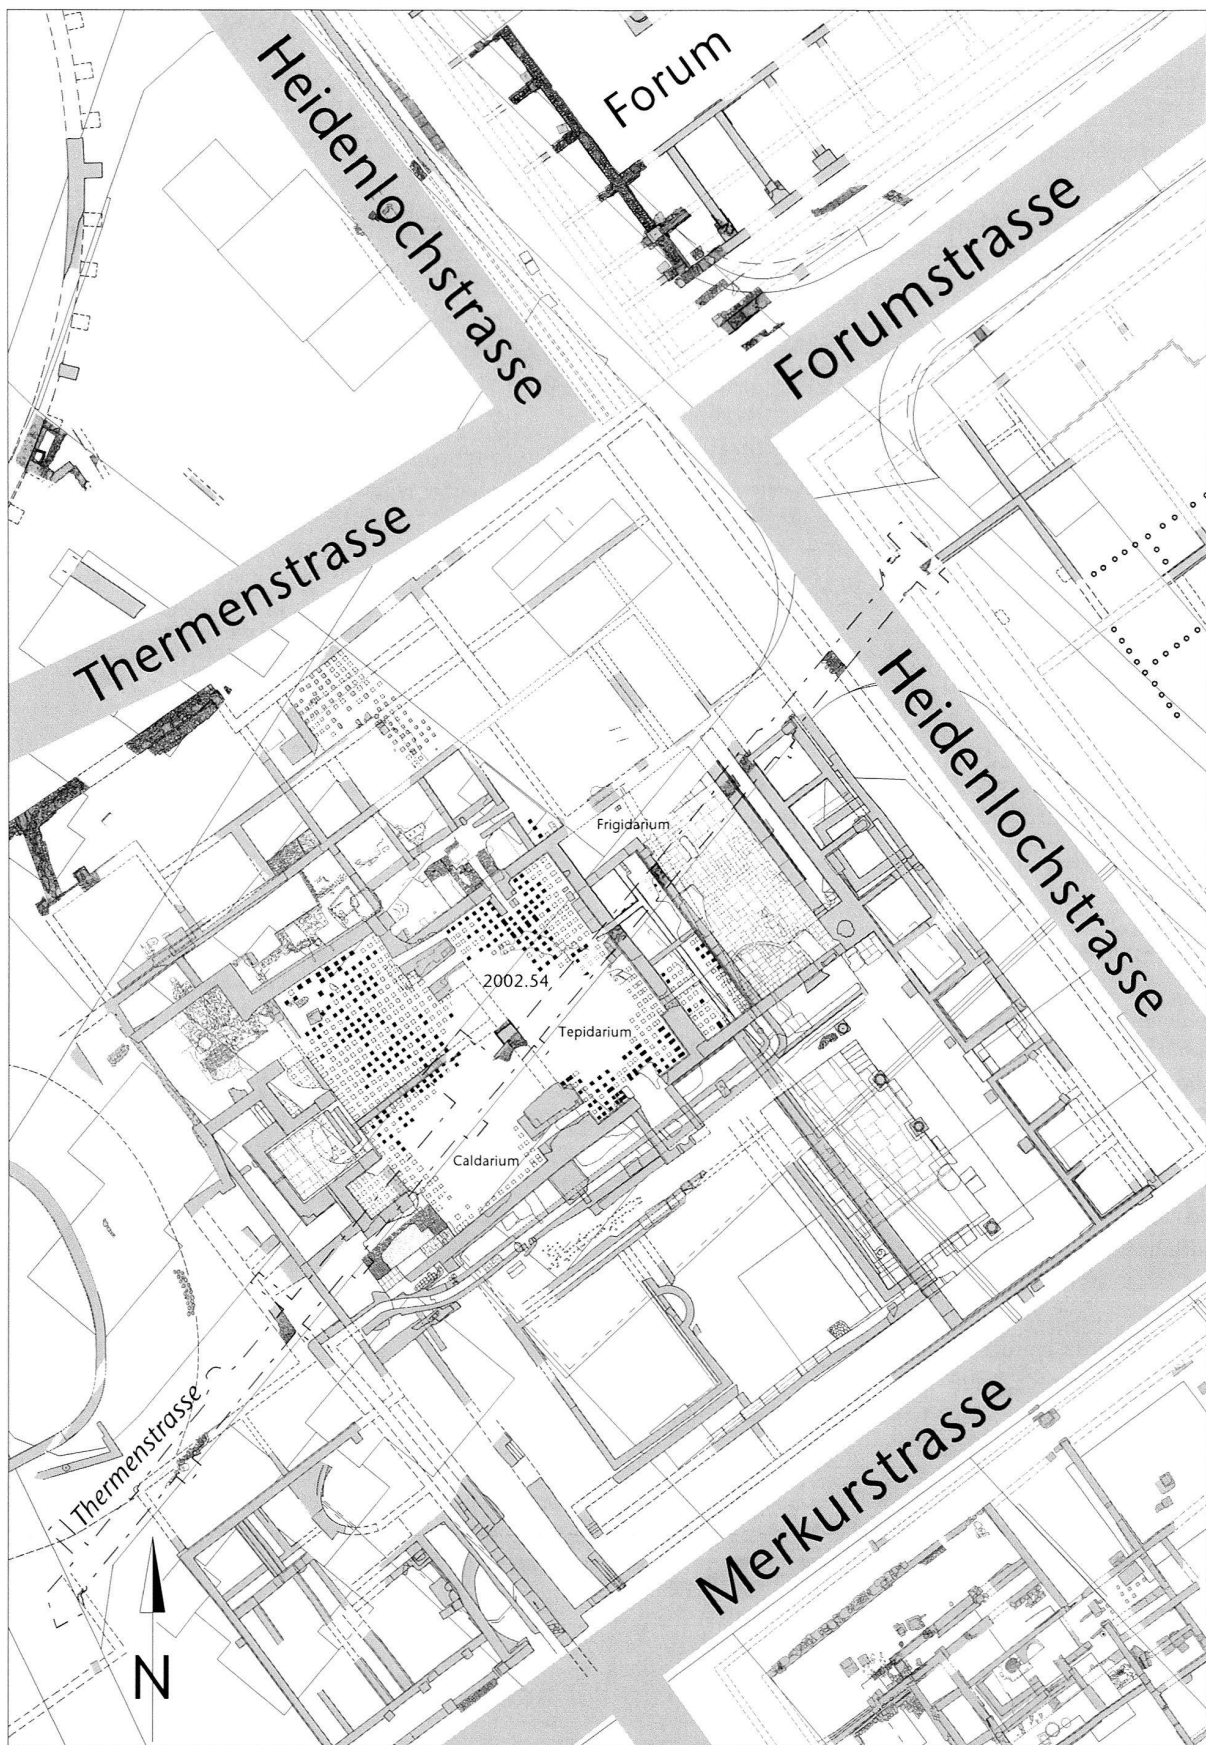 Heidenlochstrasse
Forum
Forumstrasse
Thermenstrasse
Heidenlochstrasse
Frigidarium
2002.54
Tepidarium
Caldarium
Thermenstrasse
Merkurstrasse
N